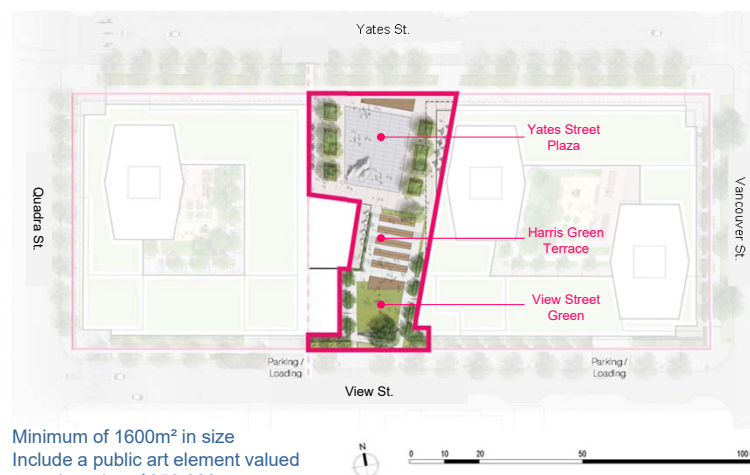 Yates St.
Yates Street
Plaza
Quadra St.
Vancouver St.
Harris Green
Terrace
View Street
Green
Parking /
Loading
Parking /
Loading
View St.
Minimum of 1600m² in size
Include a public art element valued
N
0 10 20 50 100